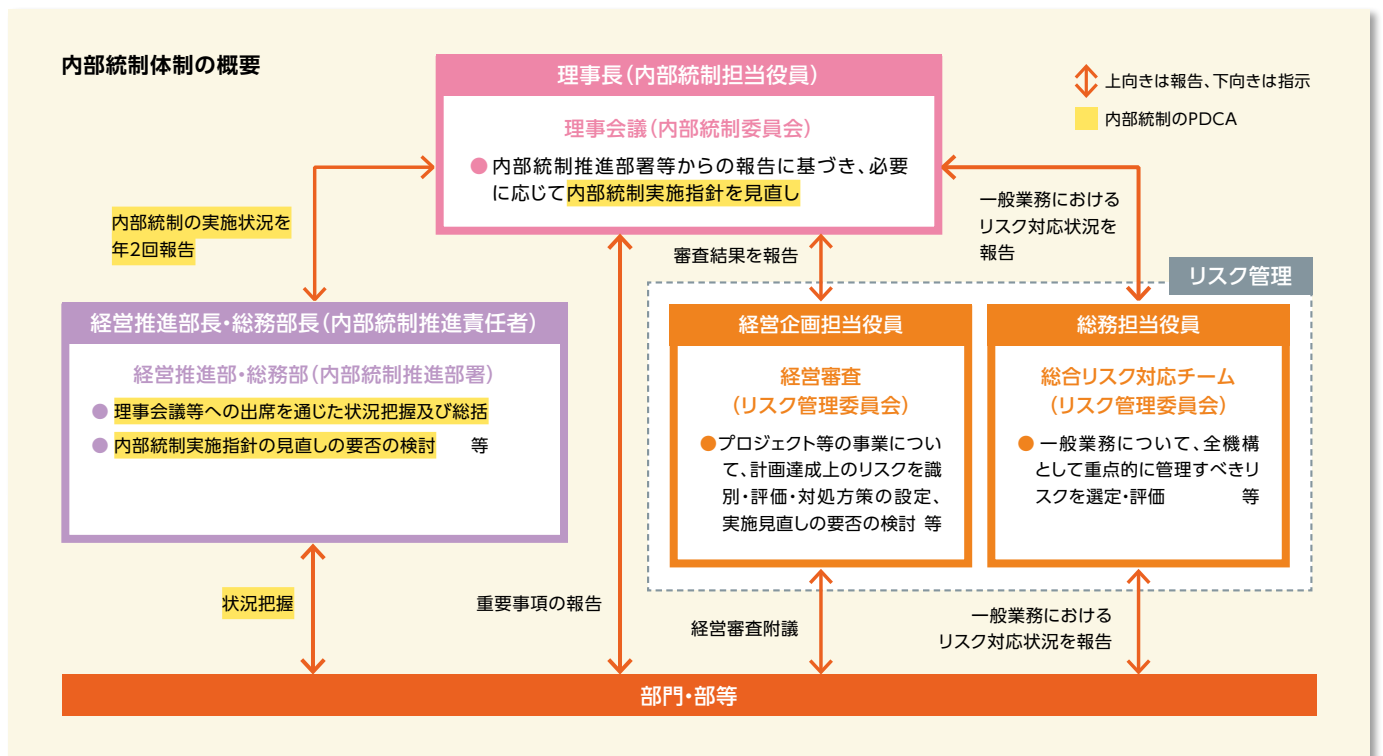 内部統制体制の概要
理事長(内部統制担当役員)
理事会議(内部統制委員会)
●内部統制推進部署等からの報告に基づき、必要
に応じて内部統制実施指針を見直し
上向きは報告、下向きは指示
内部統制のPDCA
内部統制の実施状況を
年2回報告
審査結果を報告
一般業務における
リスク対応状況を
報告
リスク管理
経営推進部長・総務部長(内部統制推進責任者)
経営推進部・総務部(内部統制推進部署)
●理事会議等への出席を通じた状況把握及び総括
●内部統制実施指針の見直しの要否の検討 等
経営企画担当役員
経営審査
(リスク管理委員会)
●プロジェクト等の事業につい
て、計画達成上のリスクを識
別・評価・対処方策の設定、
実施見直しの要否の検討 等
総務担当役員
総合リスク対応チーム
(リスク管理委員会)
●一般業務について、全機構
として重点的に管理すべきリ
スクを選定・評価 等
状況把握
重要事項の報告
経営審査附議
一般業務における
リスク対応状況を報告
部門・部等